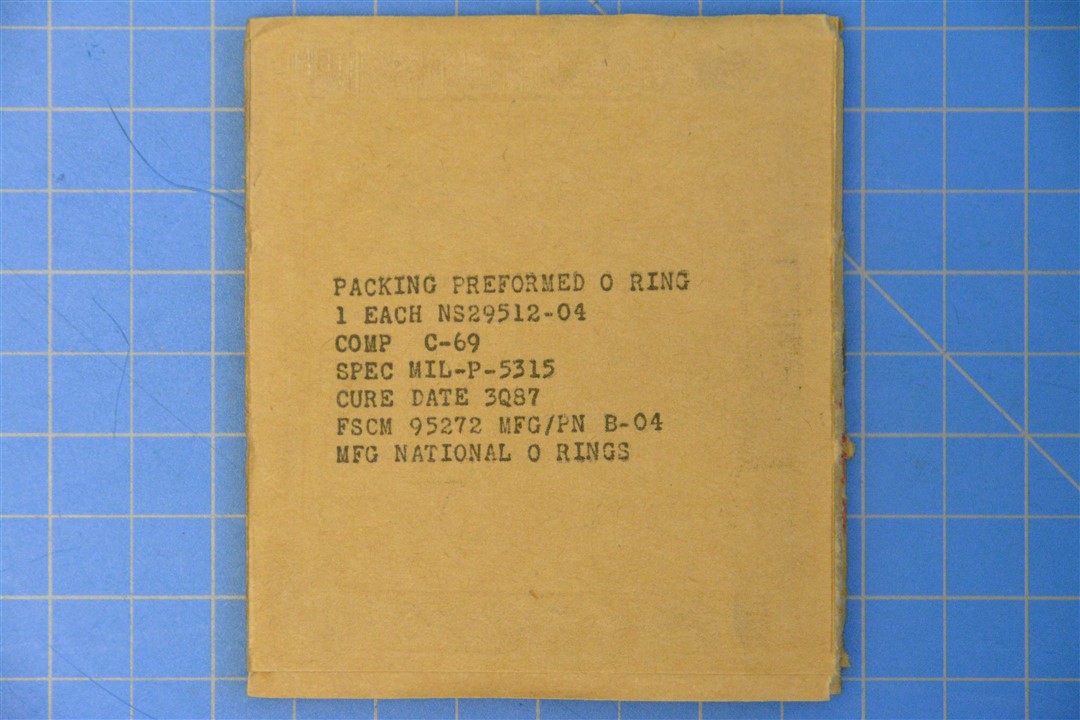 PACKING PREFORMED O RING
1 EACH NS29512-04
COMP C-69
SPEC MIL-P-5315
CURE DATE 3Q87
FSCM 95272 MFG/PN B-04
MFG NATIONAL O RINGS